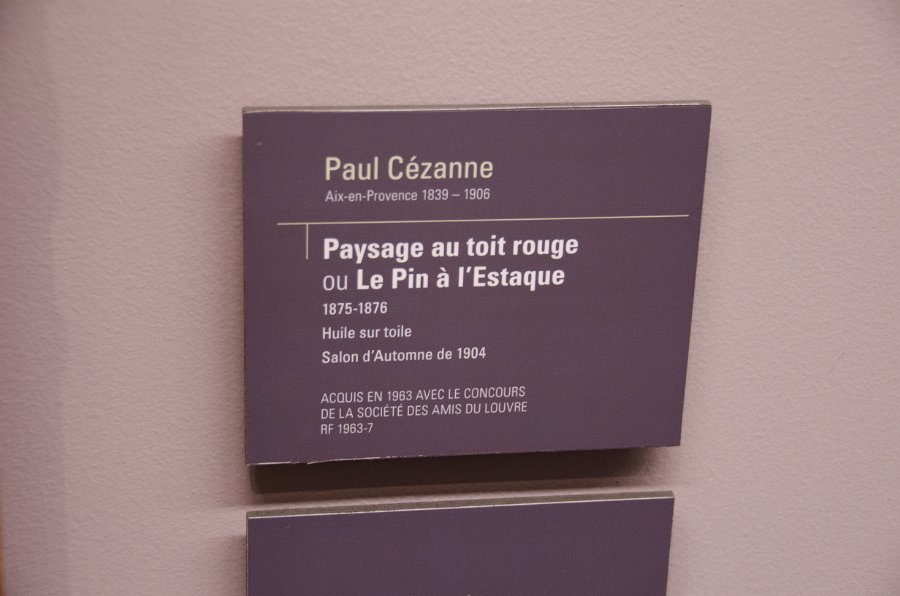 Paul Cézanne
Aix-en-Provence 1839 – 1906
Paysage au toit rouge
ou Le Pin à l'Estaque
1875-1876
Huile sur toile
Salon d'Automne de 1904
ACQUIS EN 1963 AVEC LE CONCOURS
DE LA SOCIÉTÉ DES AMIS DU LOUVRE
RF 1963-7